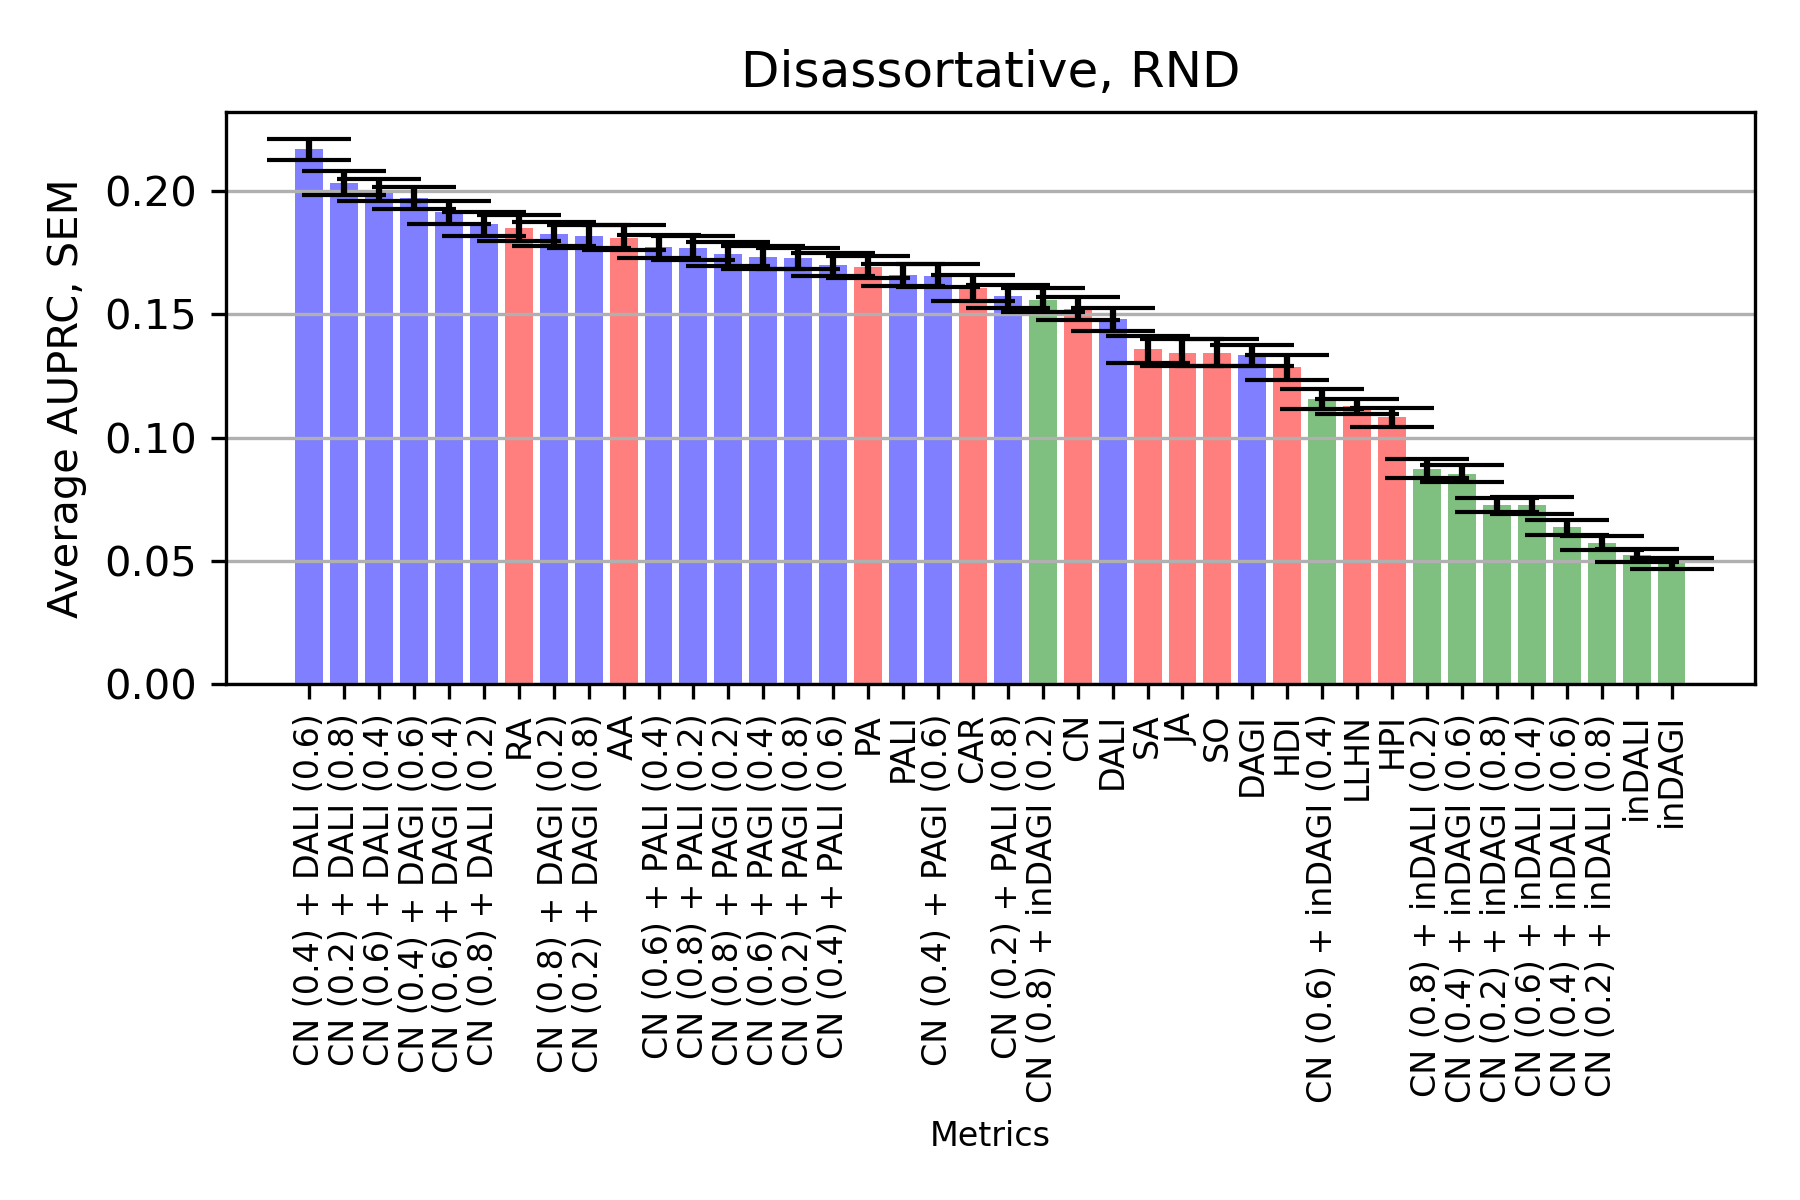 Disassortative, RND
Average AUPRC, SEM
0.20
0.15
0.10
0.05
0.00
CN (0.4) + DALI (0.6)
CN (0.2) + DALI (0.8)
CN (0.6) + DALI (0.4)
CN (0.4) + DAGI (0.6)
CN (0.6) + DAGI (0.4)
CN (0.8) + DALI (0.2)
RA
CN (0.8) + DAGI (0.2)
CN (0.2) + DAGI (0.8)
AA
CN (0.6) + PALI (0.4)
CN (0.8) + PALI (0.2)
CN (0.8) + PAGI (0.2)
CN (0.6) + PAGI (0.4)
CN (0.2) + PAGI (0.8)
CN (0.4) + PALI (0.6)
PA
PALI
CN (0.4) + PAGI (0.6)
CAR
CN (0.2) + PALI (0.8)
CN (0.8) + inDAGI (0.2)
CN
DALI
SA
JA
SO
DAGI
HDI
CN (0.6) + inDAGI (0.4)
LLHN
HPI
CN (0.8) + inDALI (0.2)
CN (0.4) + inDAGI (0.6)
CN (0.2) + inDAGI (0.8)
CN (0.6) + inDALI (0.4)
CN (0.4) + inDALI (0.6)
CN (0.2) + inDALI (0.8)
inDALI
inDAGI
Metrics